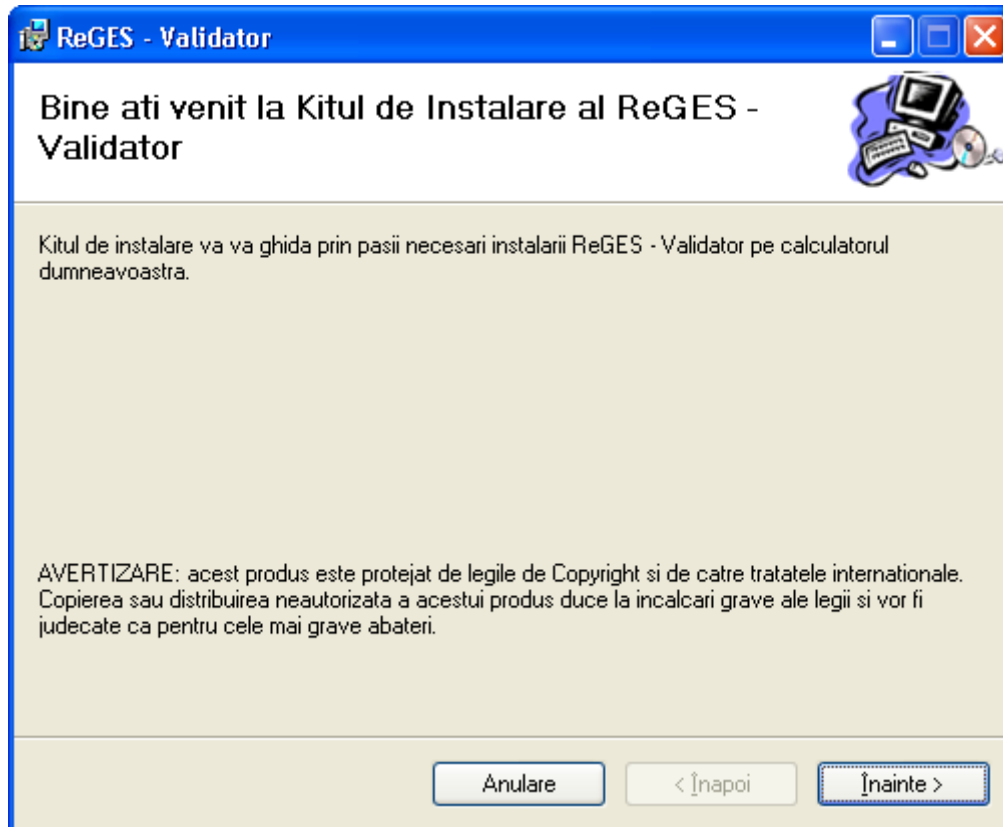 ReGES - Validator
Bine ati venit la Kitul de Instalare al ReGES -
Validator
Kitul de instalare va va ghida prin pasii necesari instalarii ReGES - Validator pe calculatorul
dumneavoastra.
AVERTIZARE: acest produs este protejat de legile de Copyright si de catre tratatele internationale.
Copierea sau distribuirea neautorizata a acestui produs duce la incalcari grave ale legii si vor fi
judecate ca pentru cele mai grave abateri.
Anulare
< Înapoi
Înainte >